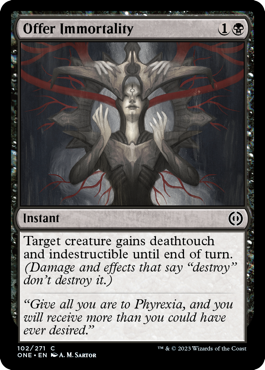 Offer Immortality 1
Instant
Target creature gains deathtouch
and indestructible until end of turn.
(Damage and effects that say “destroy”
don’t destroy it.)
“Give all you are to Phyrexia, and you
will receive more than you could have
ever desired.”
102/271 C
ONE • EN A. M. SARTOR
™ & © 2023 Wizards of the Coast